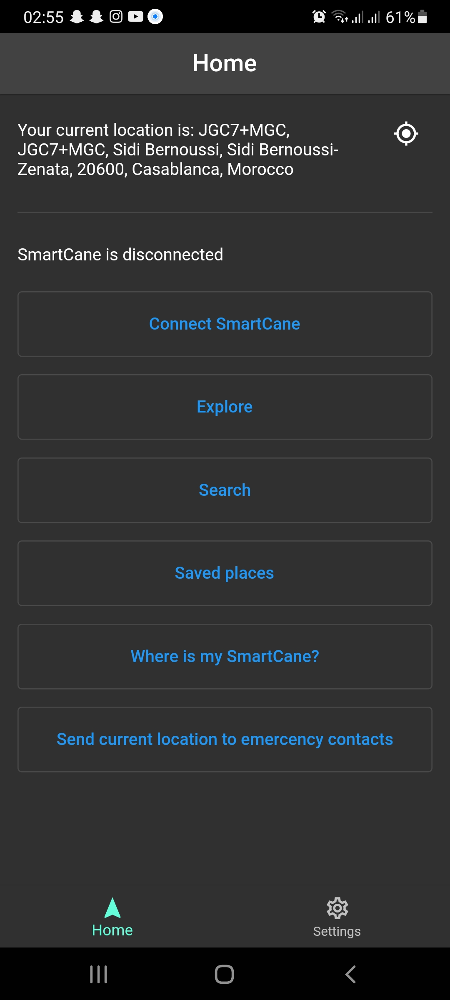 02:55
61%
Home
Your current location is: JGC7+MGC,
JGC7+MGC, Sidi Bernoussi, Sidi Bernoussi-
Zenata, 20600, Casablanca, Morocco
SmartCane is disconnected
Connect SmartCane
Explore
Search
Saved places
Where is my SmartCane?
Send current location to emercency contacts
Home
Settings